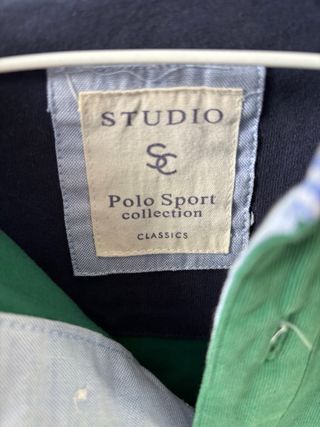 STUDIO
SC
Polo Sport
collection
CLASSICS